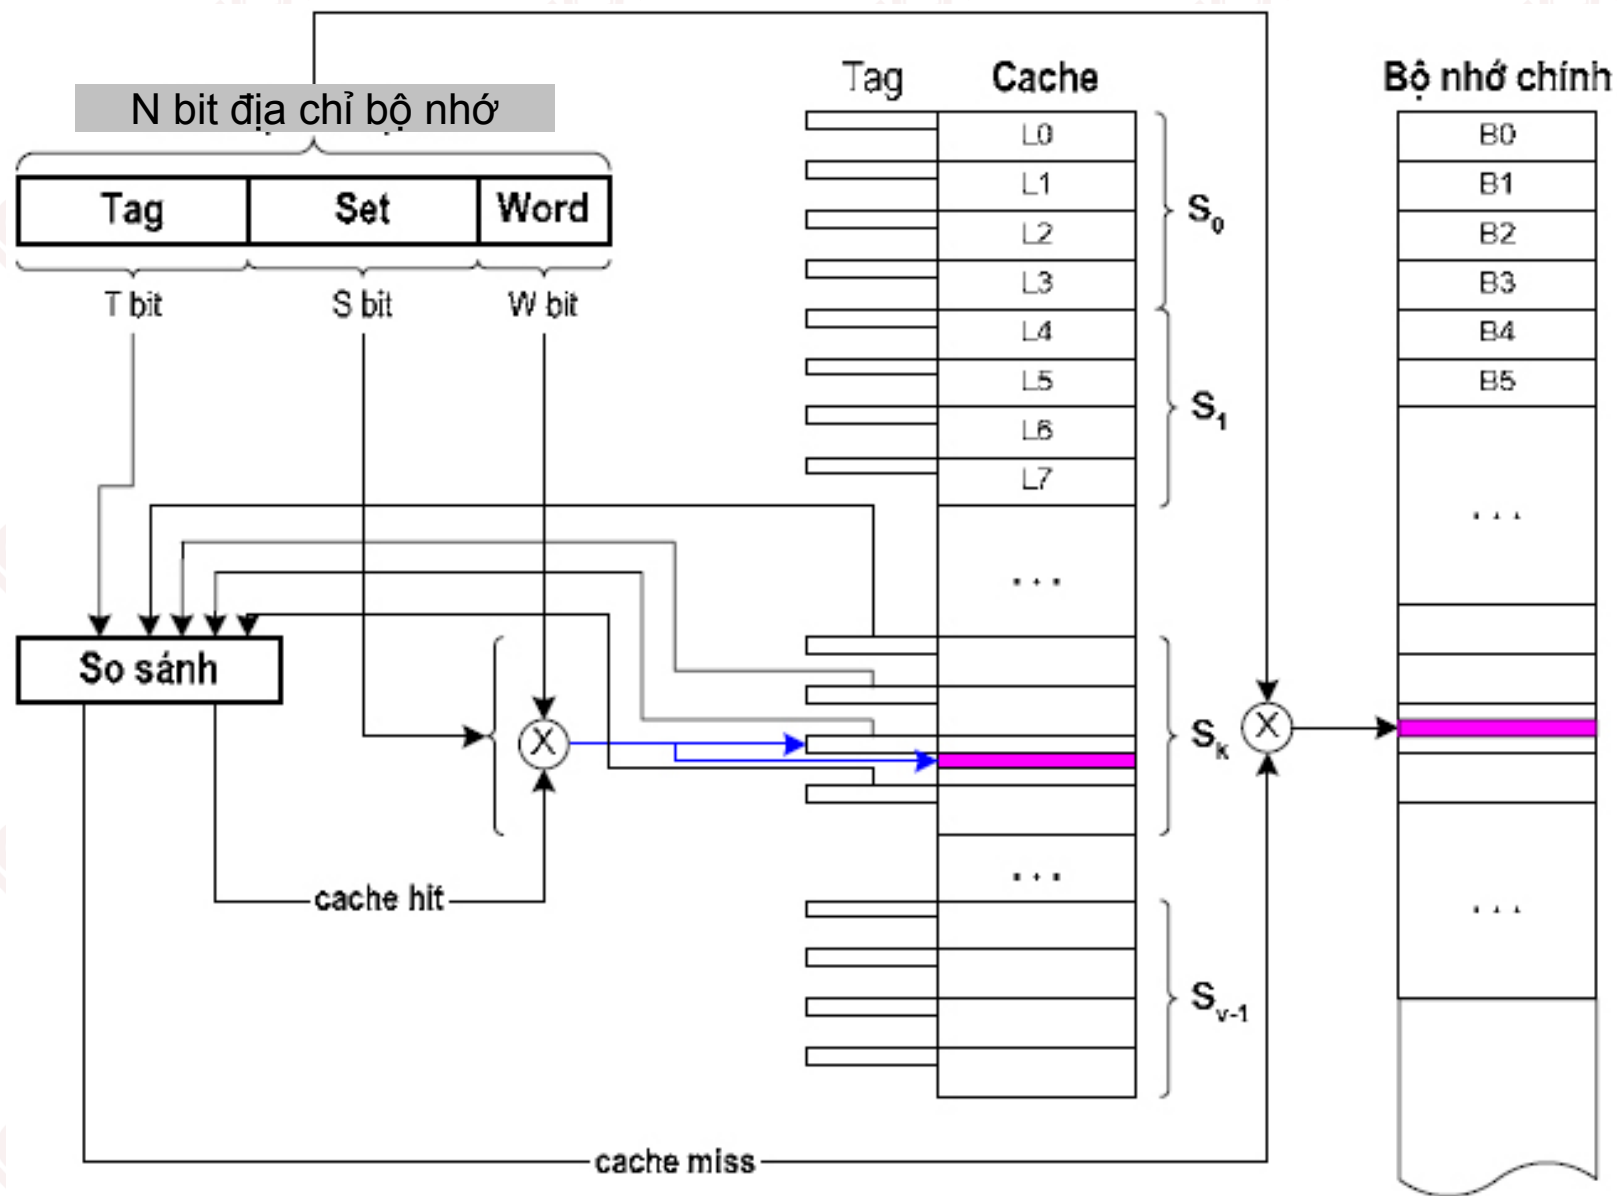 N bit địa chỉ bộ nhớ
Tag Set Word
T bit S bit W bit
So sánh
cache hit
cache miss
Tag Cache
L0
L1
L2
L3
L4
L5
L6
L7
...
...
S0
S1
Sk
Sv-1
X
X
Bộ nhớ chính
B0
B1
B2
B3
B4
B5
...
...